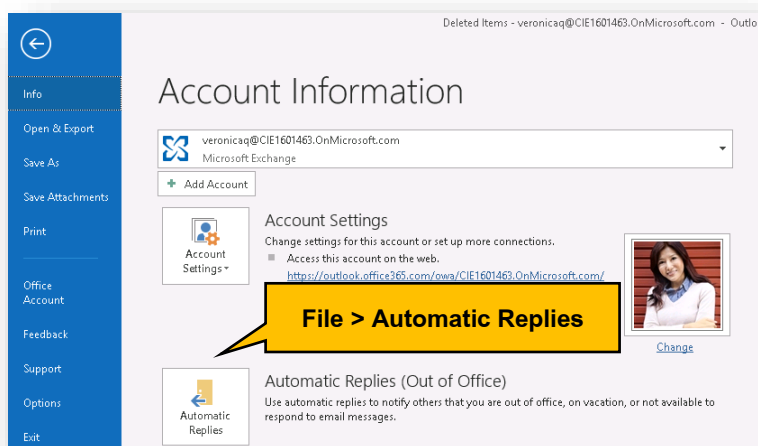 Deleted Items - veronicaq@CIE1601463.OnMicrosoft.com - Outlo
Info
Open & Export
Save As
Save Attachments
Print
Office
Account
Feedback
Support
Options
Exit
Account Information
veronicaq@CIE1601463.OnMicrosoft.com
Microsoft Exchange
+ Add Account
Account
Settings
Account Settings
Change settings for this account or set up more connections.
Access this account on the web.
https://outlook.office365.com/owa/CIE1601463.OnMicrosoft.com/
File > Automatic Replies
Change
Automatic
Replies
Automatic Replies (Out of Office)
Use automatic replies to notify others that you are out of office, on vacation, or not available to
respond to email messages.